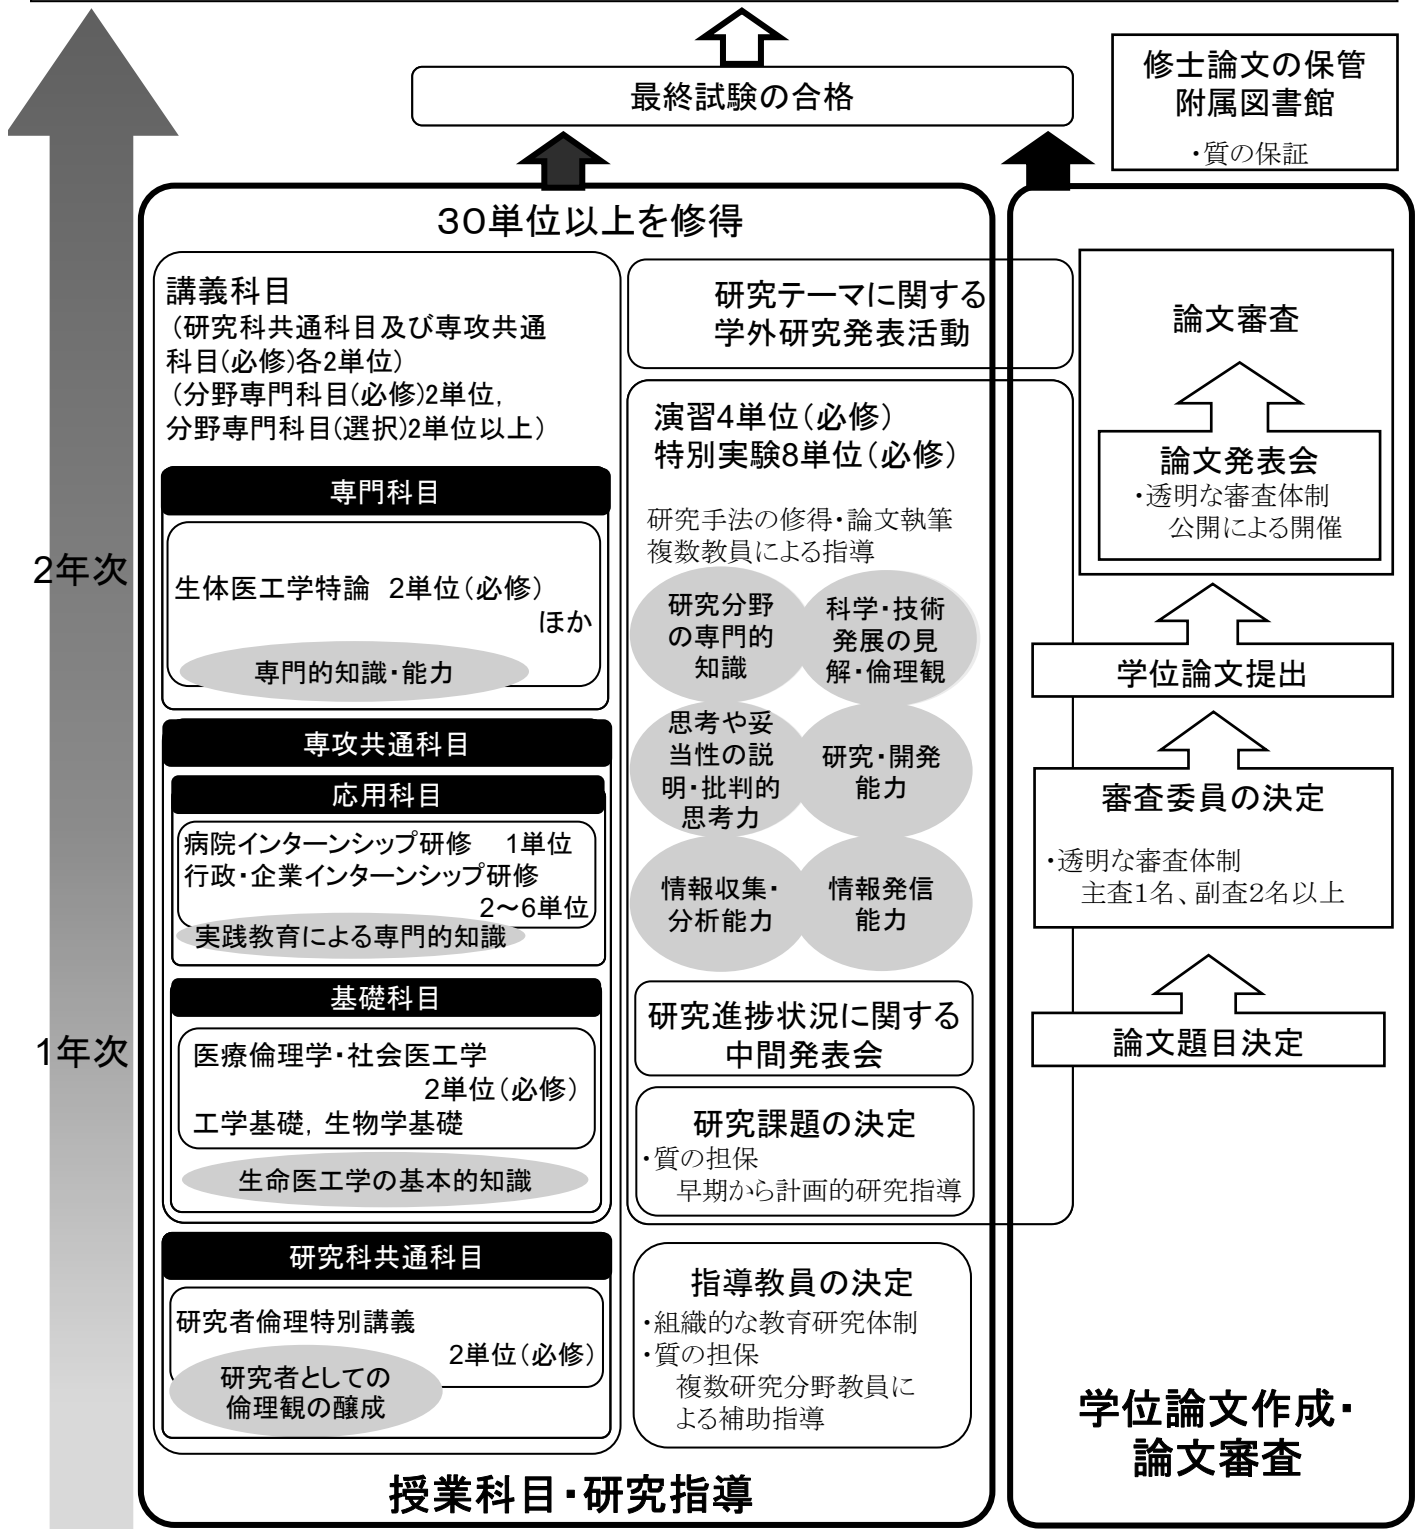 最終試験の合格
修士論文の保管
附属図書館
・質の保証
30単位以上を修得
講義科目
（研究科共通科目及び専攻共通
科目(必修)各2単位）
（分野専門科目(必修)2単位,
分野専門科目(選択)2単位以上）
専門科目
生体医工学特論 2単位（必修）
ほか
専門的知識・能力
専攻共通科目
応用科目
病院インターンシップ研修 1単位
行政・企業インターンシップ研修
2～6単位
実践教育による専門的知識
基礎科目
医療倫理学・社会医工学
2単位（必修）
工学基礎, 生物学基礎
生命医工学の基本的知識
研究科共通科目
研究者倫理特別講義
2単位（必修）
研究者としての
倫理観の醸成
2年次
1年次
研究テーマに関する
学外研究発表活動
演習4単位（必修）
特別実験8単位（必修）
研究手法の修得・論文執筆
複数教員による指導
研究分野
の専門的
知識
科学・技術
発展の見
解・倫理観
思考や妥
当性の説
明・批判的
思考力
研究・開発
能力
情報収集・
分析能力
情報発信
能力
研究進捗状況に関する
中間発表会
研究課題の決定
・質の担保
早期から計画的研究指導
指導教員の決定
・組織的な教育研究体制
・質の担保
複数研究分野教員に
よる補助指導
授業科目・研究指導
論文審査
論文発表会
・透明な審査体制
公開による開催
学位論文提出
審査委員の決定
・透明な審査体制
主査1名、副査2名以上
論文題目決定
学位論文作成・
論文審査